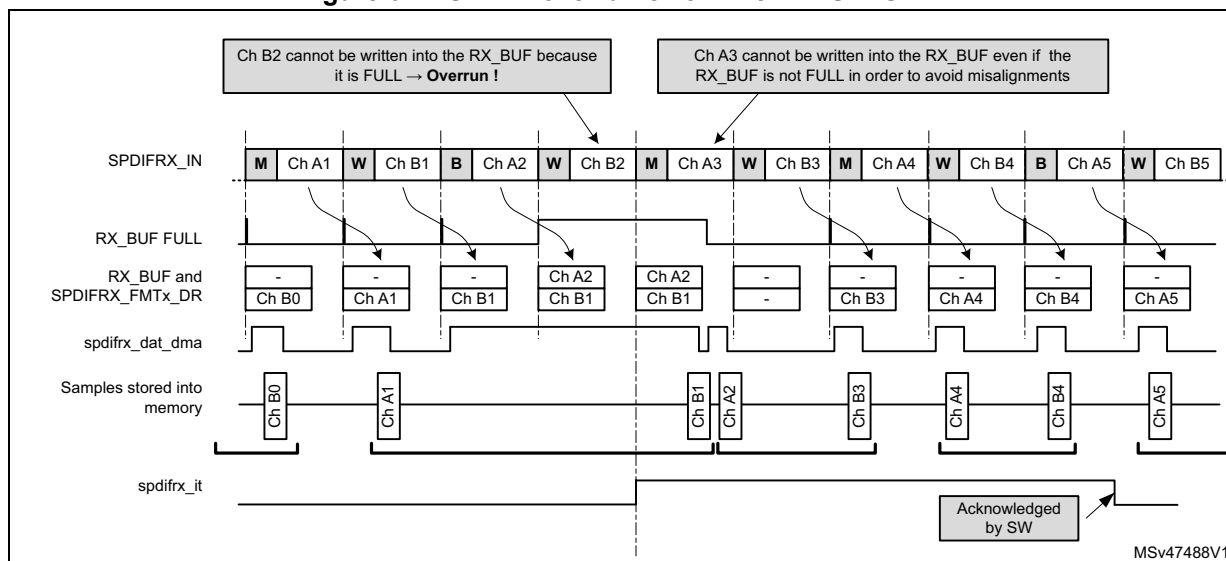 Ch B2 cannot be written into the RX_BUF because
it is FULL → Overrun !
Ch A3 cannot be written into the RX_BUF even if the
RX_BUF is not FULL in order to avoid misalignments
SPDIFRX_IN
M Ch A1 W Ch B1 B Ch A2 W Ch B2 M Ch A3 W Ch B3 M Ch A4 W Ch B4 B Ch A5 W Ch B5
RX_BUF FULL
RX_BUF and
SPDIFRX_FMTx_DR
- - - Ch A2 Ch A2 - - - - -
Ch B0 Ch A1 Ch B1 Ch B1 Ch B1 - Ch B3 Ch A4 Ch B4 Ch A5
spdifrx_dat_dma
Samples stored into
memory
Ch B0 Ch A1 Ch B1 Ch A2 Ch B3 Ch A4 Ch B4 Ch A5
spdifrx_it
Acknowledged
by SW
MSv47488V1